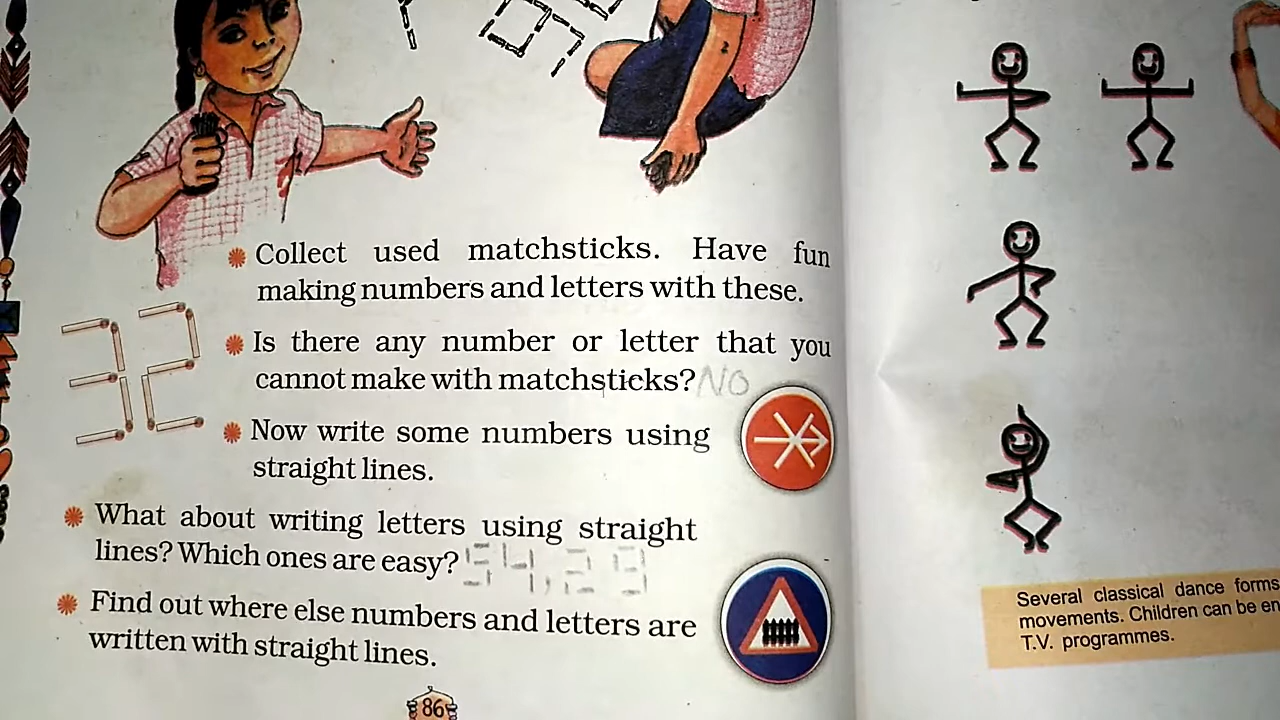 Collect used matchsticks. Have fun
making numbers and letters with these.
32
Is there any number or letter that you
cannot make with matchsticks? NO
Now write some numbers using
straight lines.
What about writing letters using straight
lines? Which ones are easy? 54, 29
Find out where else numbers and letters are
written with straight lines.
86
Several classical dance forms
movements. Children can be en
T.V. programmes.